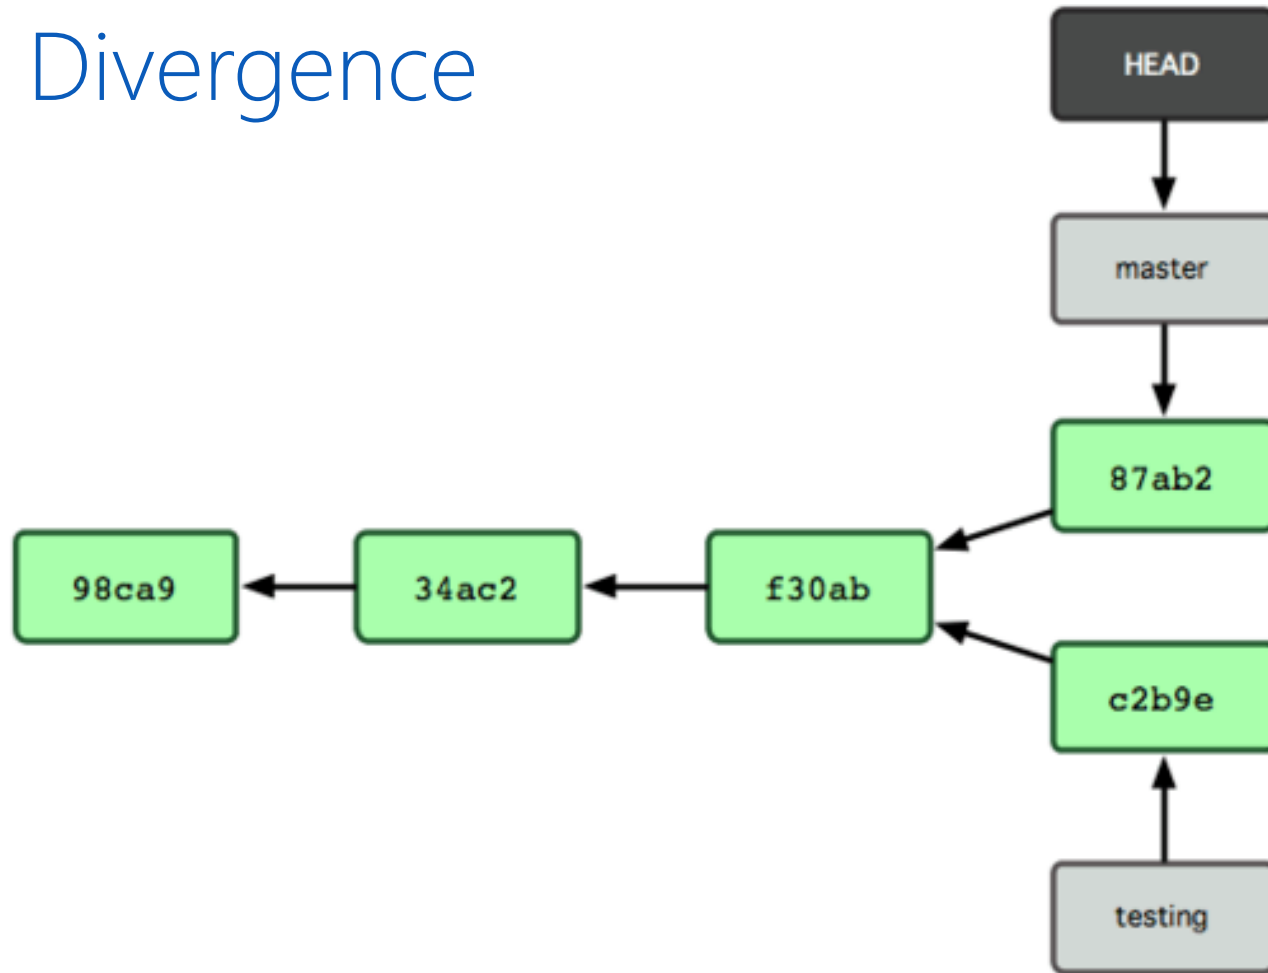 Divergence
HEAD
master
87ab2
98ca9
34ac2
f30ab
c2b9e
testing